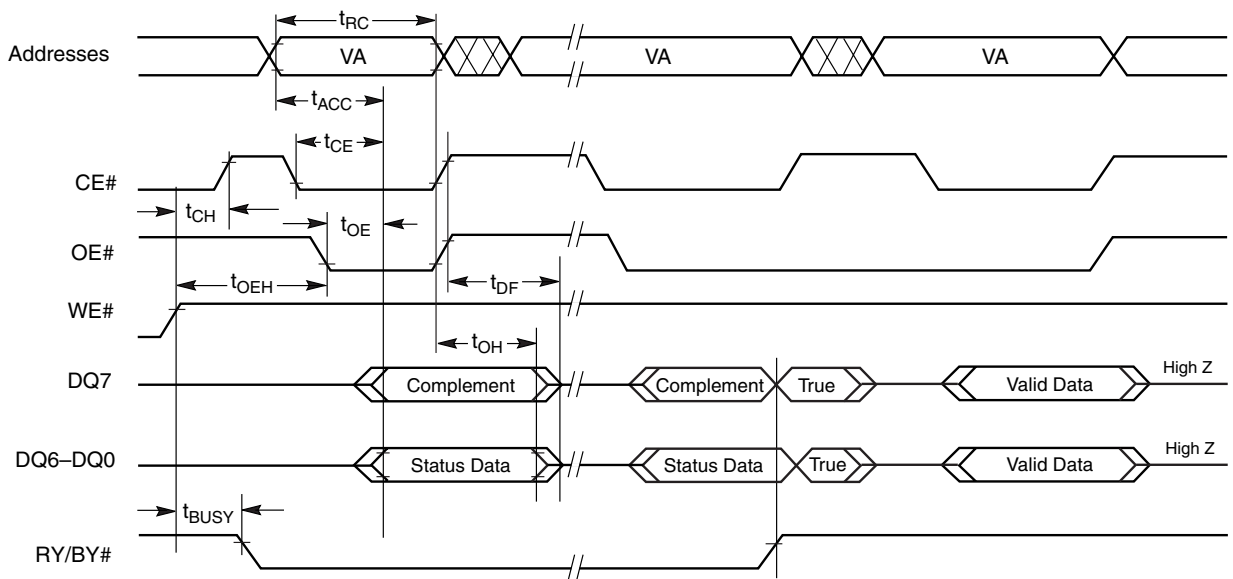 tRC
Addresses VA VA VA
tACC
tCE
CE#
tCH tOE
OE#
tOEH tDF
WE#
tOH
DQ7 Complement Complement True Valid Data High Z
DQ6–DQ0 Status Data Status Data True Valid Data High Z
tBUSY
RY/BY#